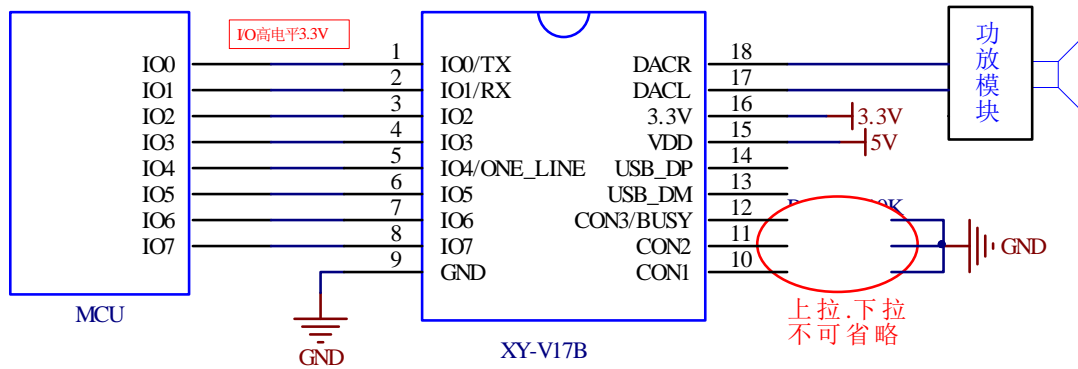 I/O高电平3.3V
MCU
IO0
IO1
IO2
IO3
IO4
IO5
IO6
IO7
1
2
3
4
5
6
7
8
9
IO0/TX
IO1/RX
IO2
IO3
IO4/ONE_LINE
IO5
IO6
IO7
GND
DACR
DACL
3.3V
VDD
USB_DP
USB_DM
CON3/BUSY
CON2
CON1
18
17
16
15
14
13
12
11
10
XY-V17B
GND
3.3V
5V
功放模块
GND
上拉.下拉
不可省略